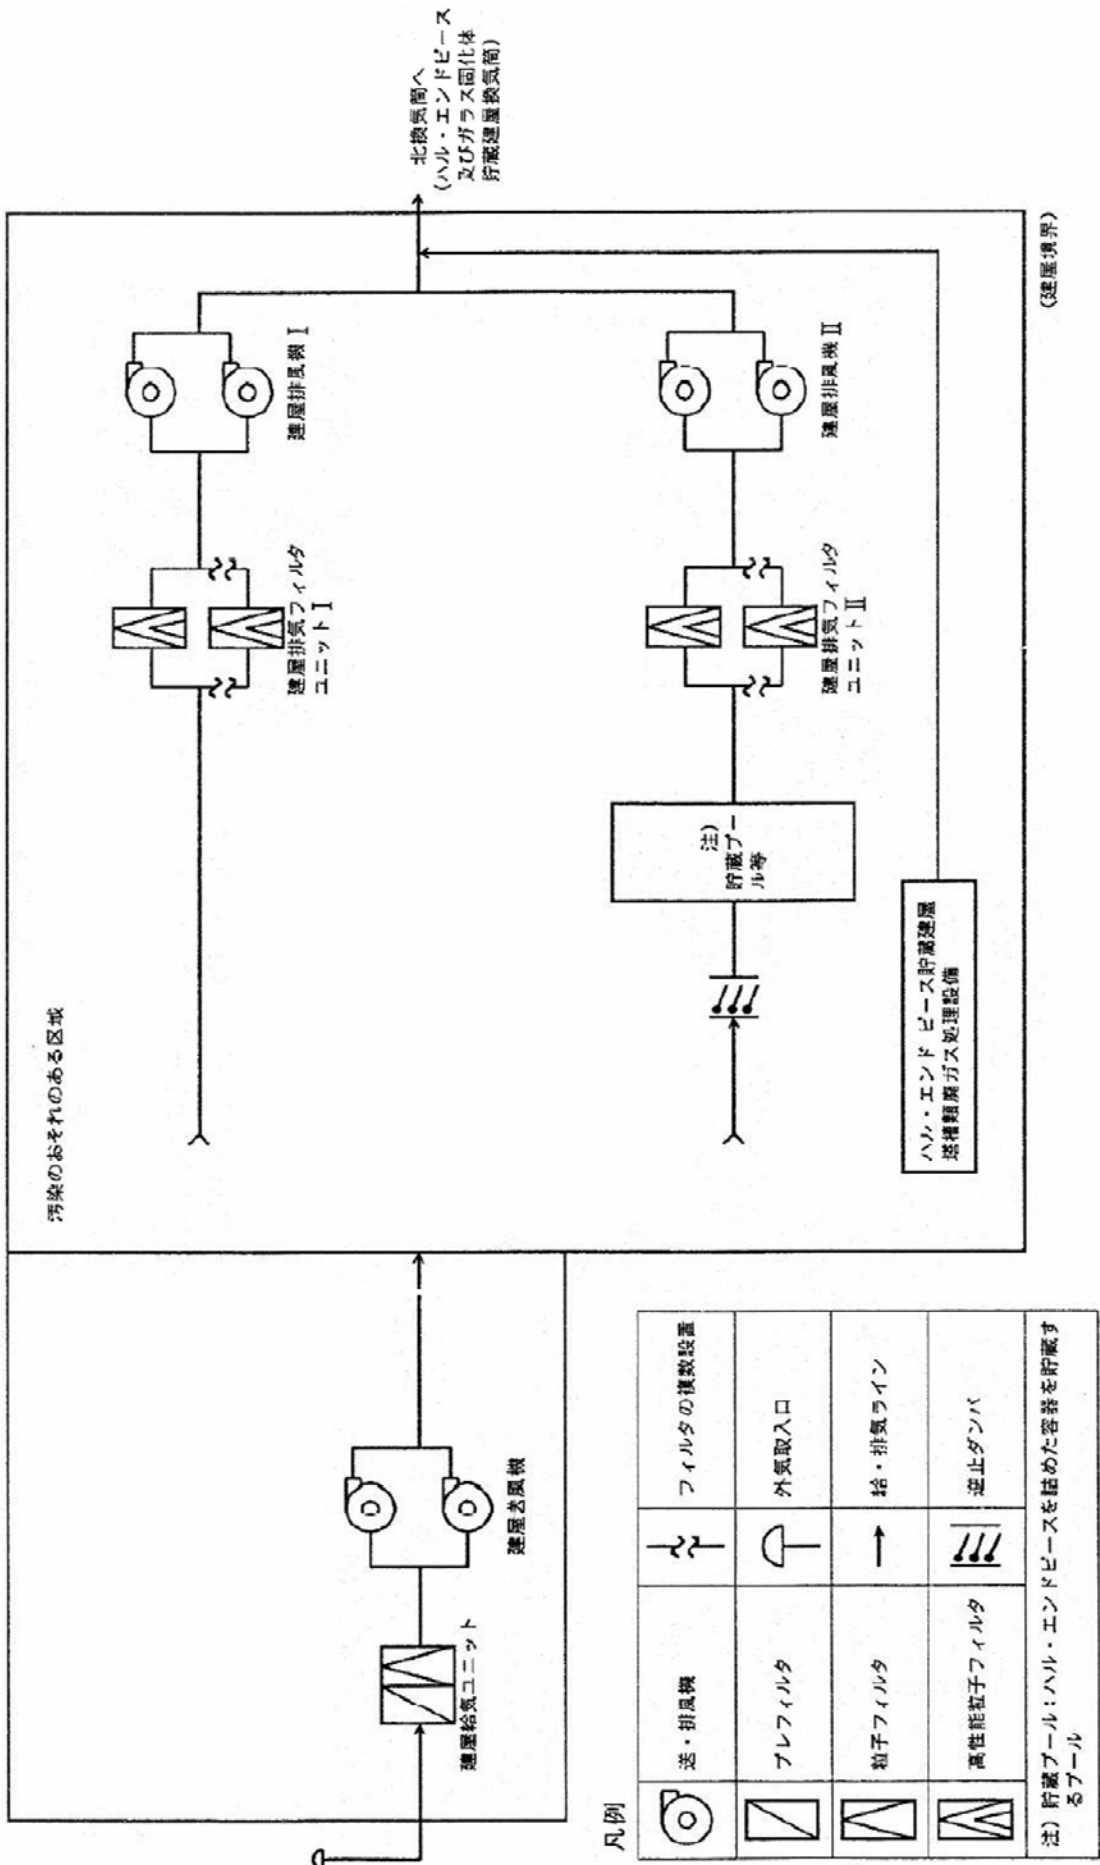 汚染のおそれのある区域
北換気筒へ
(ハル・エンドピース
及びガラス固化体
貯蔵建屋換気筒)
建屋給気ユニット
建屋送風機
建屋排気フィルタ
ユニットⅠ
建屋排風機Ⅰ
注)
貯蔵プー
ル等
建屋排気フィルタ
ユニットⅡ
建屋排風機Ⅱ
ハル・エンド ピース貯蔵建屋
塔槽類廃ガス処理設備
(建屋境界)
凡例
送・排風機
フィルタの複数設置
プレフィルタ
外気取入口
粒子フィルタ
給・排気ライン
高性能粒子フィルタ
逆止ダンパ
注) 貯蔵プール:ハル・エンドピースを詰めた容器を貯蔵す
るプール